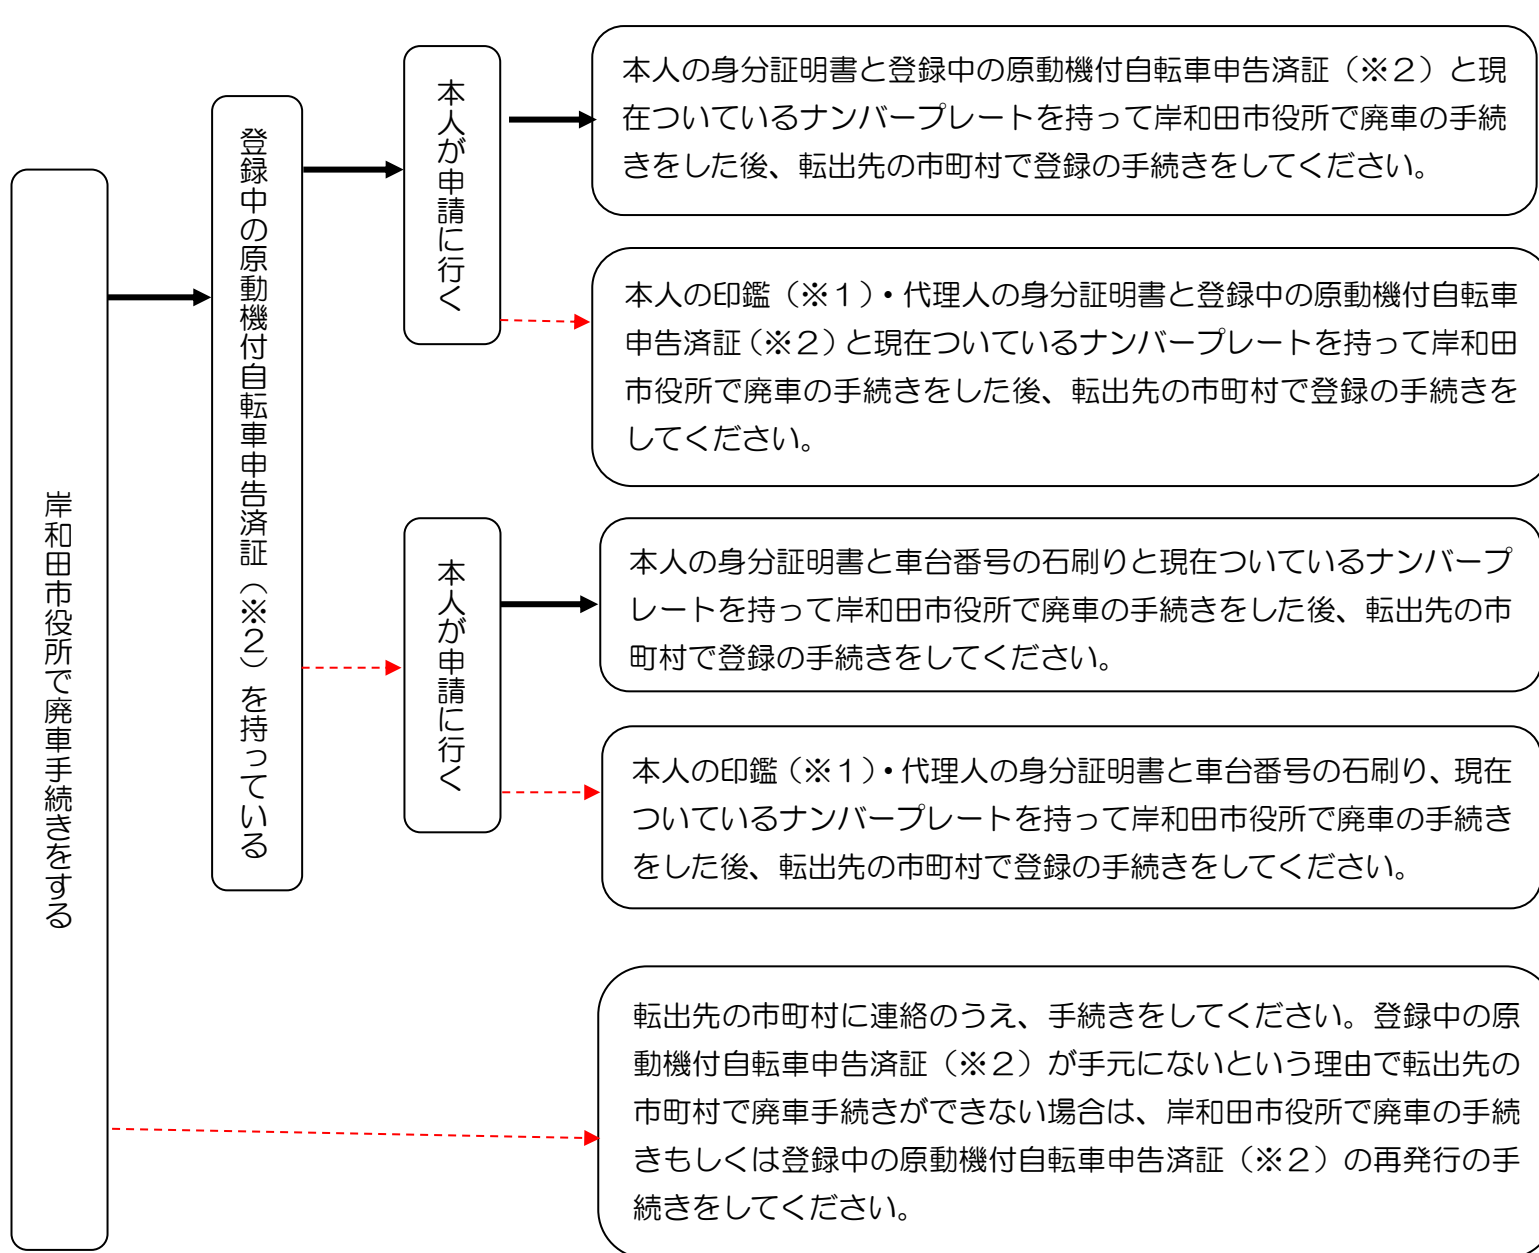 岸和田市役所で廃車手続きをする
登録中の原動機付自転車申告済証（※２）を持っている
本人が申請に行く
本人の身分証明書と登録中の原動機付自転車申告済証（※２）と現
在ついているナンバープレートを持って岸和田市役所で廃車の手続
きをした後、転出先の市町村で登録の手続きをしてください。
本人の印鑑（※１）・代理人の身分証明書と登録中の原動機付自転車
申告済証（※２）と現在ついているナンバープレートを持って岸和田
市役所で廃車の手続きをした後、転出先の市町村で登録の手続きを
してください。
本人が申請に行く
本人の身分証明書と車台番号の石刷りと現在ついているナンバープ
レートを持って岸和田市役所で廃車の手続きをした後、転出先の市
町村で登録の手続きをしてください。
本人の印鑑（※１）・代理人の身分証明書と車台番号の石刷り、現在
ついているナンバープレートを持って岸和田市役所で廃車の手続き
をした後、転出先の市町村で登録の手続きをしてください。
転出先の市町村に連絡のうえ、手続きをしてください。登録中の原
動機付自転車申告済証（※２）が手元にないという理由で転出先の
市町村で廃車手続きができない場合は、岸和田市役所で廃車の手続
きもしくは登録中の原動機付自転車申告済証（※２）の再発行の手
続きをしてください。